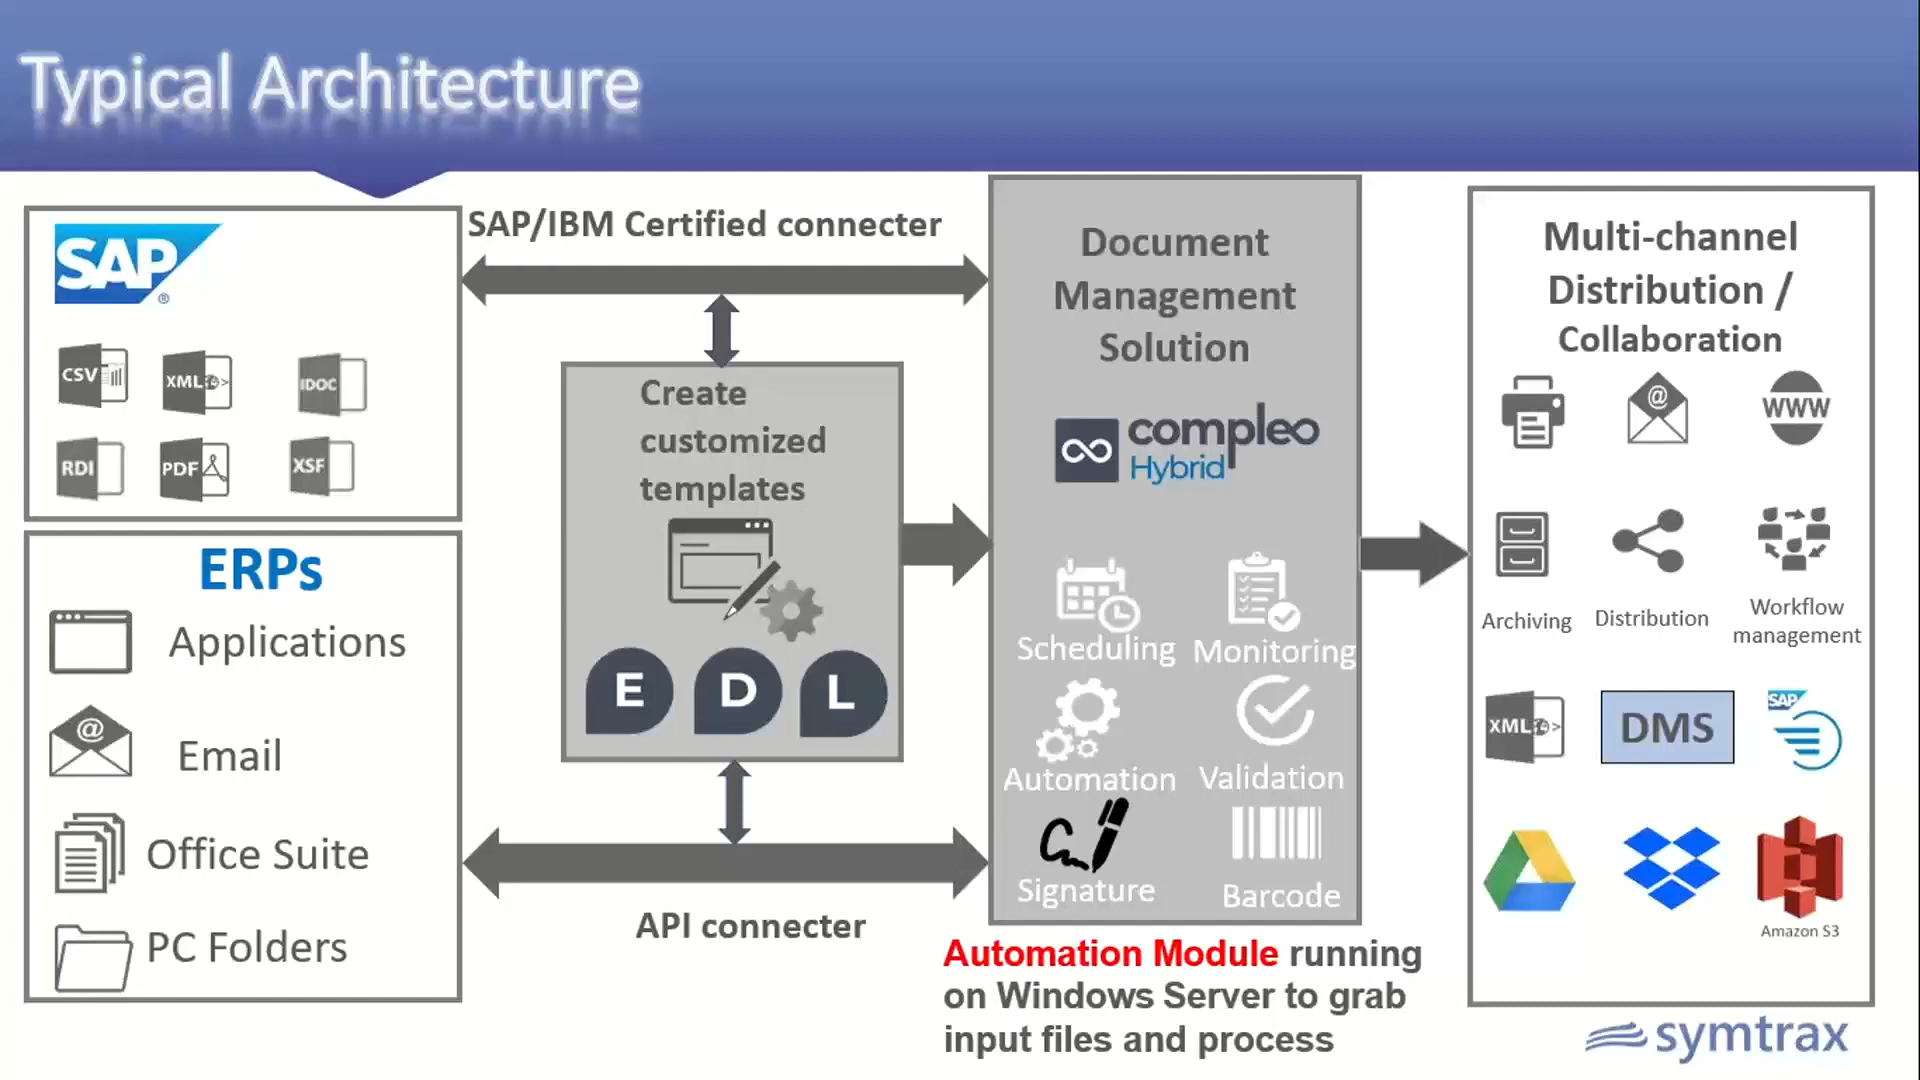 Typical Architecture
SAP
®
CSV
XML
IDOC
RDI
PDF
XSF
ERPs
Applications
@
Email
Office Suite
PC Folders
SAP/IBM Certified connecter
Create
customized
templates
E D L
API connecter
Document
Management
Solution
compleo
Hybrid
Scheduling
Monitoring
Automation
Validation
Signature
Barcode
Automation Module running
on Windows Server to grab
input files and process
Multi-channel
Distribution /
Collaboration
@
WWW
Archiving
Distribution
Workflow
management
XML
DMS
SAP
Amazon S3
symtrax